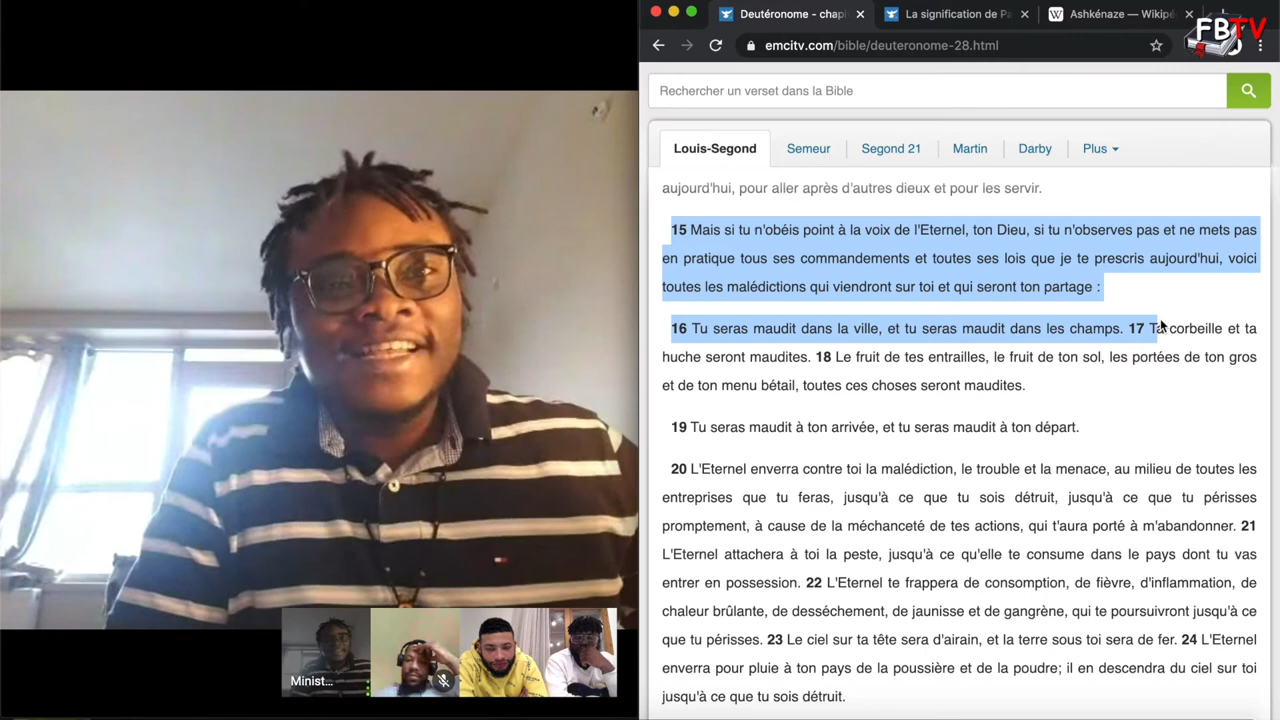 Deutéronome - chapi
La signification de Pa
Ashkénaze — Wikipé
FBTV
emcitv.com/bible/deuteronome-28.html
Rechercher un verset dans la Bible
Louis-Segond
Semeur
Segond 21
Martin
Darby
Plus
aujourd'hui, pour aller après d'autres dieux et pour les servir.
15 Mais si tu n'obéis point à la voix de l'Eternel, ton Dieu, si tu n'observes pas et ne mets pas
en pratique tous ses commandements et toutes ses lois que je te prescris aujourd'hui, voici
toutes les malédictions qui viendront sur toi et qui seront ton partage :
16 Tu seras maudit dans la ville, et tu seras maudit dans les champs. 17 Ta corbeille et ta
huche seront maudites. 18 Le fruit de tes entrailles, le fruit de ton sol, les portées de ton gros
et de ton menu bétail, toutes ces choses seront maudites.
19 Tu seras maudit à ton arrivée, et tu seras maudit à ton départ.
20 L'Eternel enverra contre toi la malédiction, le trouble et la menace, au milieu de toutes les
entreprises que tu feras, jusqu'à ce que tu sois détruit, jusqu'à ce que tu périsses
promptement, à cause de la méchanceté de tes actions, qui t'aura porté à m'abandonner. 21
L'Eternel attachera à toi la peste, jusqu'à ce qu'elle te consume dans le pays dont tu vas
entrer en possession. 22 L'Eternel te frappera de consomption, de fièvre, d'inflammation, de
chaleur brûlante, de desséchement, de jaunisse et de gangrène, qui te poursuivront jusqu'à ce
que tu périsses. 23 Le ciel sur ta tête sera d'airain, et la terre sous toi sera de fer. 24 L'Eternel
enverra pour pluie à ton pays de la poussière et de la poudre; il en descendra du ciel sur toi
jusqu'à ce que tu sois détruit.
Minist...